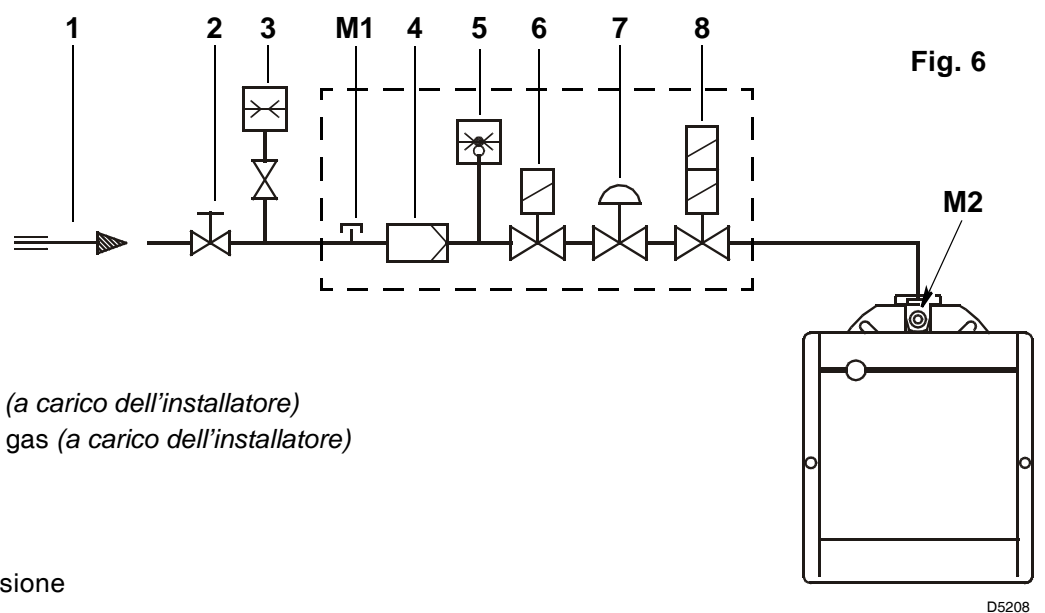 1 2 3 M1 4 5 6 7 8
Fig. 6
M2
(a carico dell'installatore)
gas (a carico dell'installatore)
sione
D5208